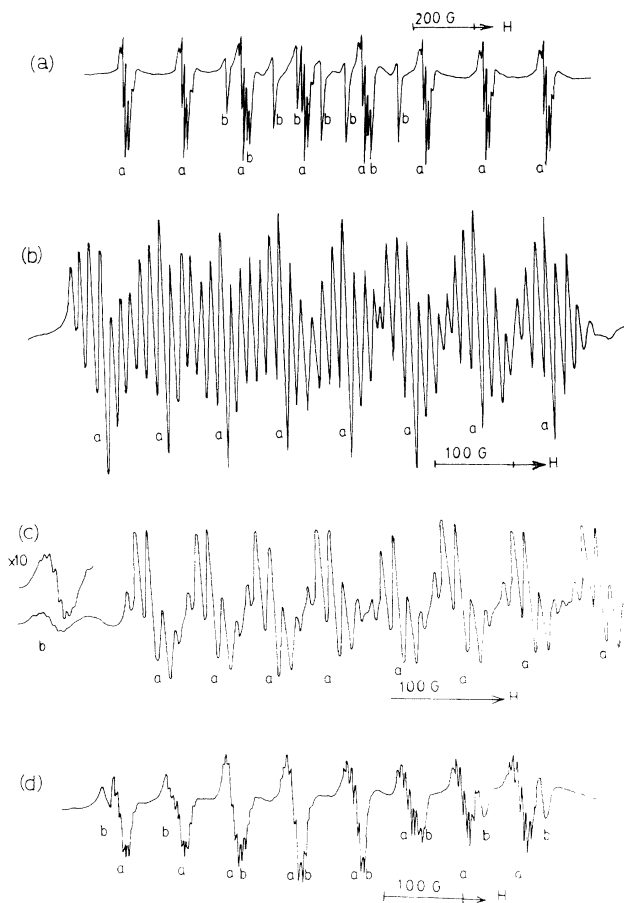 200 G H
(a)
b b b b b b
b b
a a a a a a a a
(b)
a a a a a a a a
100 G H
(c)
x10
b
a a a a a a a a
100 G H
(d)
b b a b a b a b a b b b
a a a a
100 G H